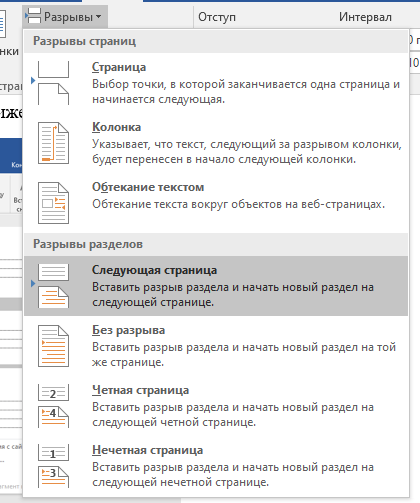 Разрывы Отступ Интервал
Разрывы страниц
Страница
Выбор точки, в которой заканчивается одна страница и
начинается следующая.
Колонка
Указывает, что текст, следующий за разрывом колонки,
будет перенесен в начало следующей колонки.
Обтекание текстом
Обтекание текста вокруг объектов на веб-страницах.
Разрывы разделов
Следующая страница
Вставить разрыв раздела и начать новый раздел на
следующей странице.
Без разрыва
Вставить разрыв раздела и начать новый раздел на той
же странице.
2
4
Четная страница
Вставить разрыв раздела и начать новый раздел на
следующей четной странице.
1
3
Нечетная страница
Вставить разрыв раздела и начать новый раздел на
следующей нечетной странице.